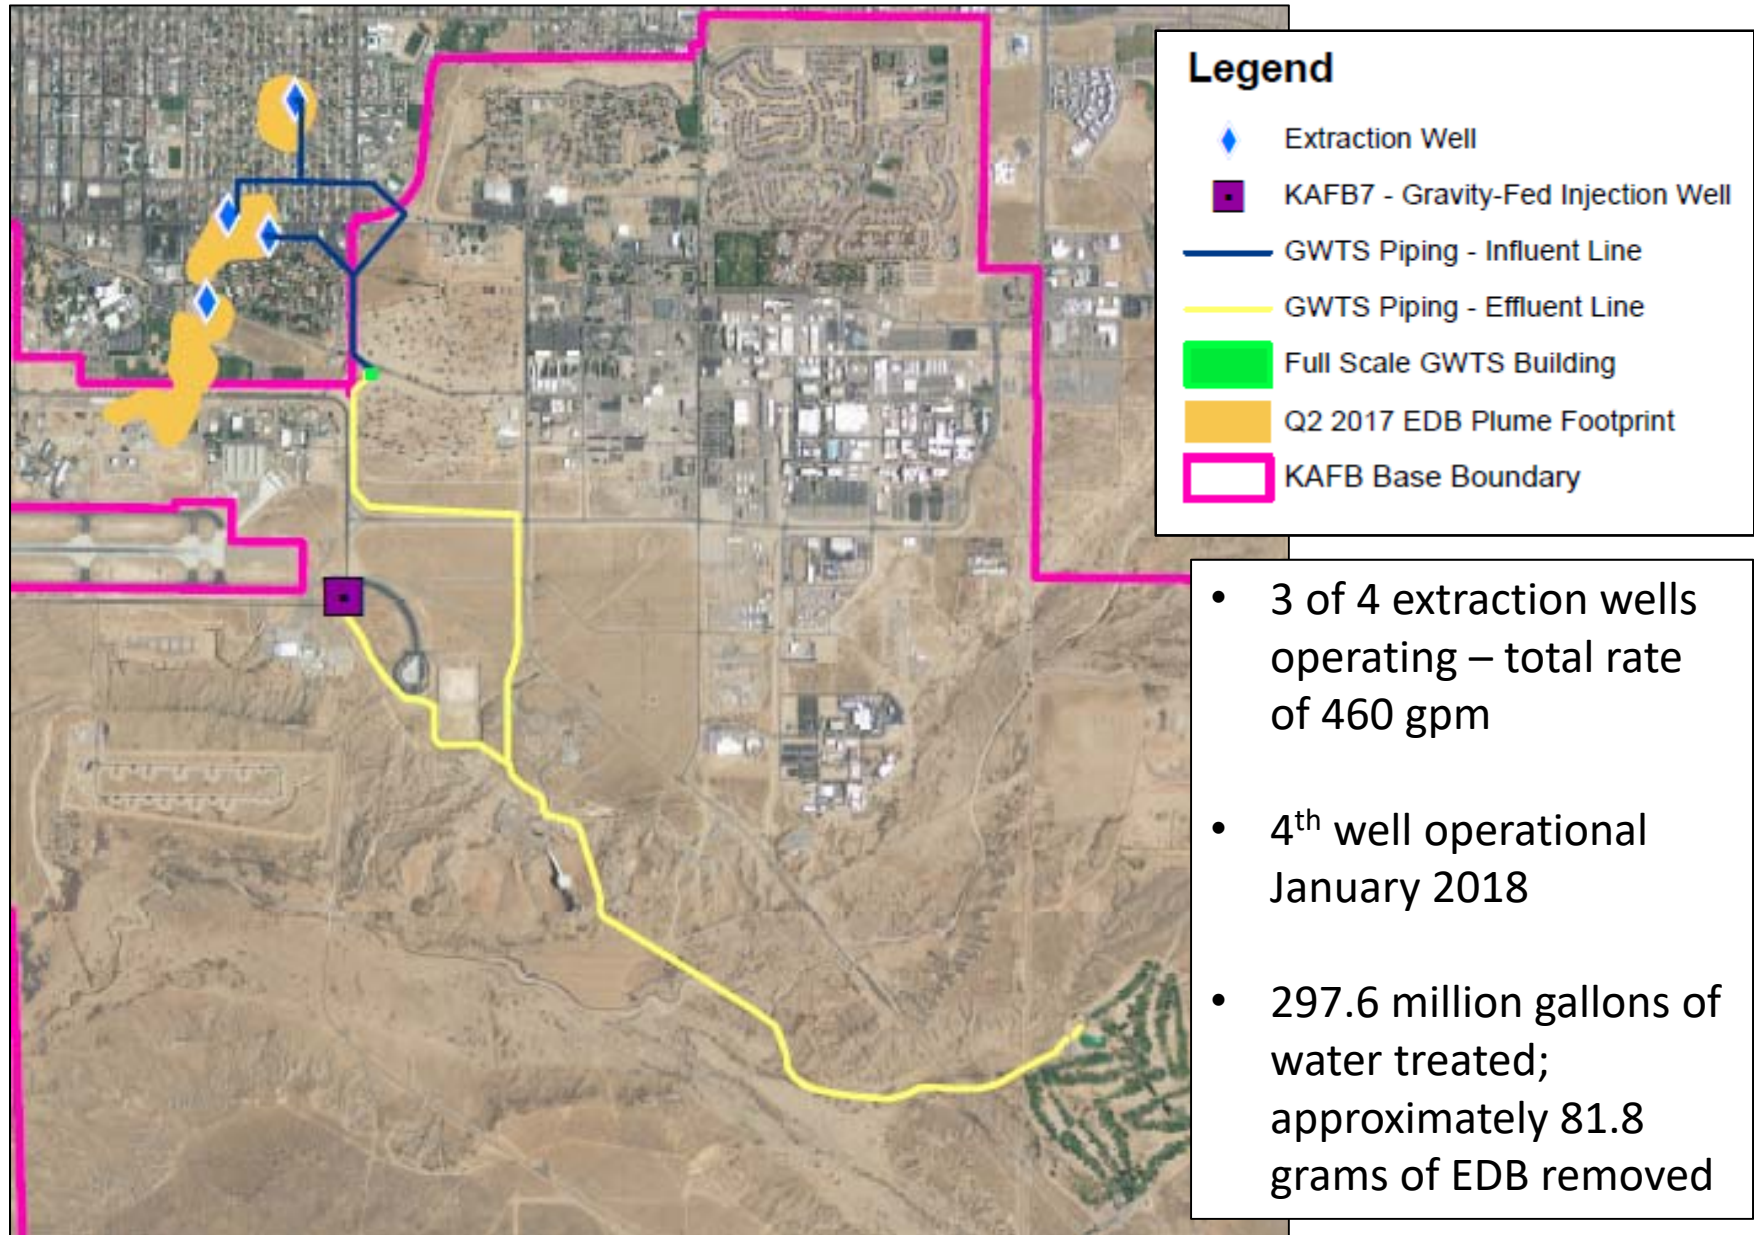 Legend
Extraction Well
KAFB7 - Gravity-Fed Injection Well
GWTS Piping - Influent Line
GWTS Piping - Effluent Line
Full Scale GWTS Building
Q2 2017 EDB Plume Footprint
KAFB Base Boundary
• 3 of 4 extraction wells
operating – total rate
of 460 gpm
• 4th well operational
January 2018
• 297.6 million gallons of
water treated;
approximately 81.8
grams of EDB removed